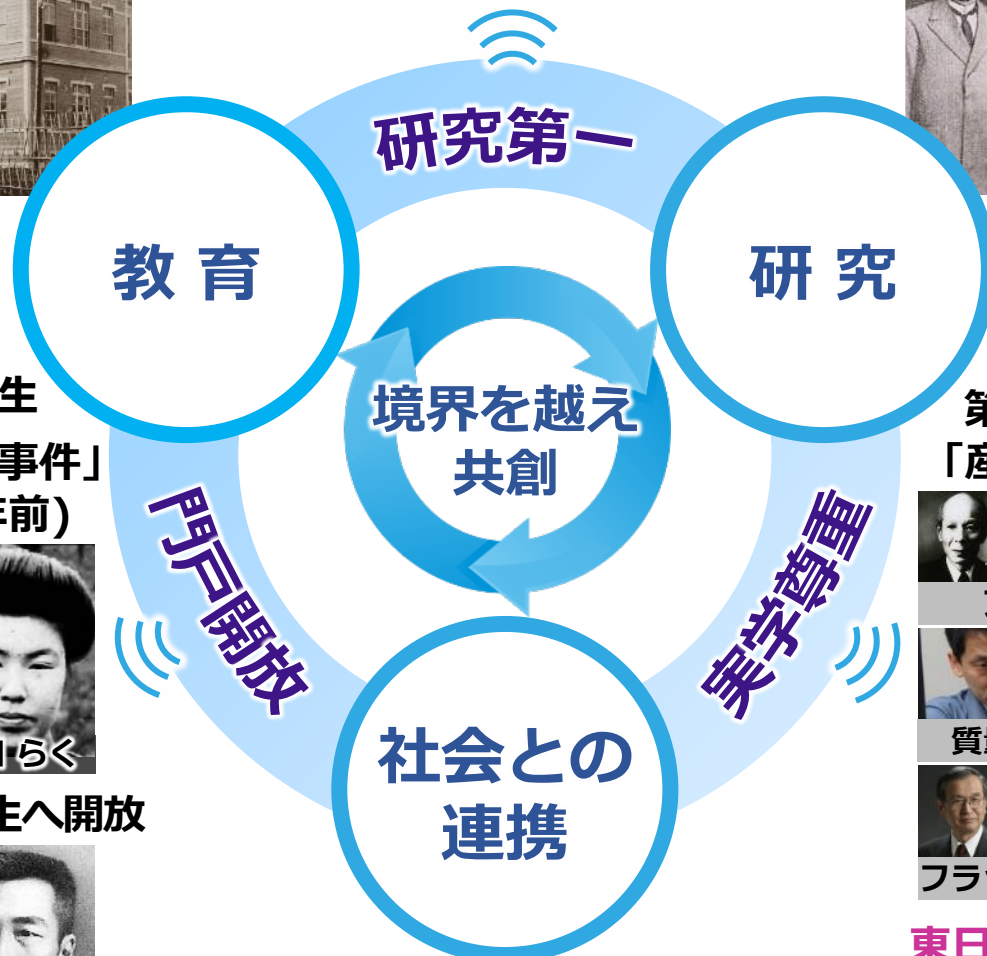 研究第一
教 育
研 究
境界を越え
共創
門戸開放
実学尊重
社会との
連携
生
事件」
年前)
らく
生へ開放
第
「産
質
フラ
東日